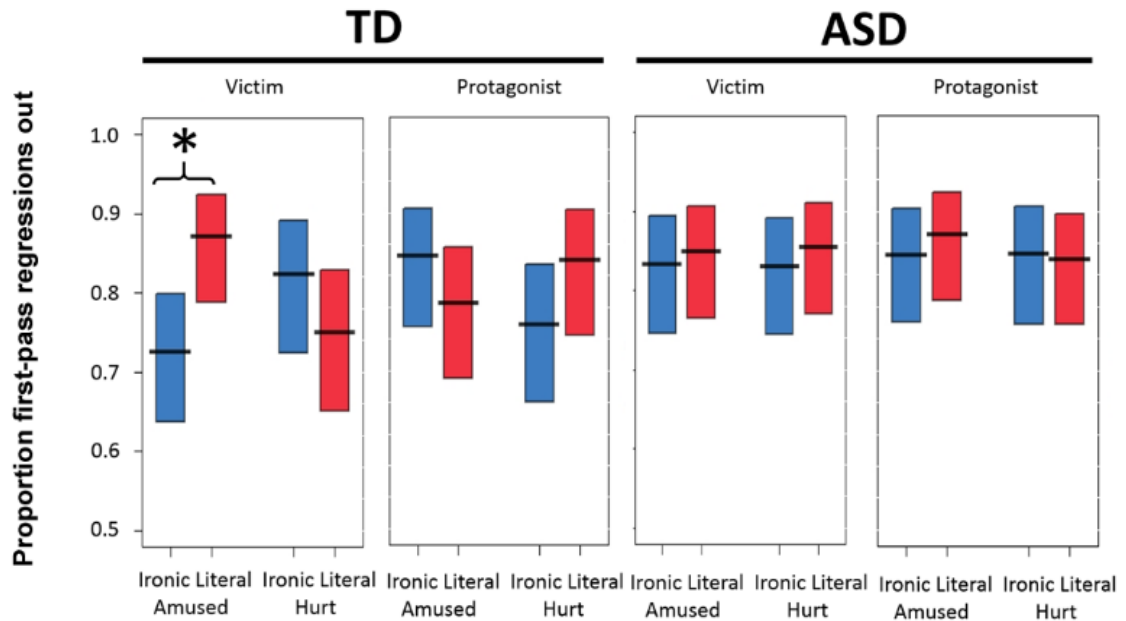 TD ASD
Victim Protagonist Victim Protagonist
Proportion first-pass regressions out
*
1.0
0.9
0.8
0.7
0.6
0.5
Ironic Literal Ironic Literal Ironic Literal Ironic Literal Ironic Literal Ironic Literal Ironic Literal Ironic Literal
Amused Hurt Amused Hurt Amused Hurt Amused Hurt